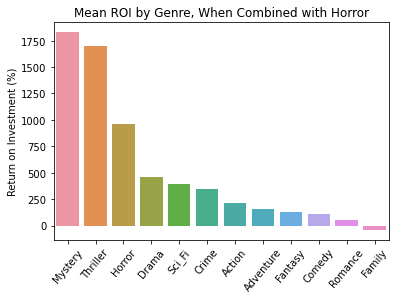 Mean ROI by Genre, When Combined with Horror
Return on Investment (%)
1750
1500
1250
1000
750
500
250
0
Mystery
Thriller
Horror
Drama
Sci_Fi
Crime
Action
Adventure
Fantasy
Comedy
Romance
Family